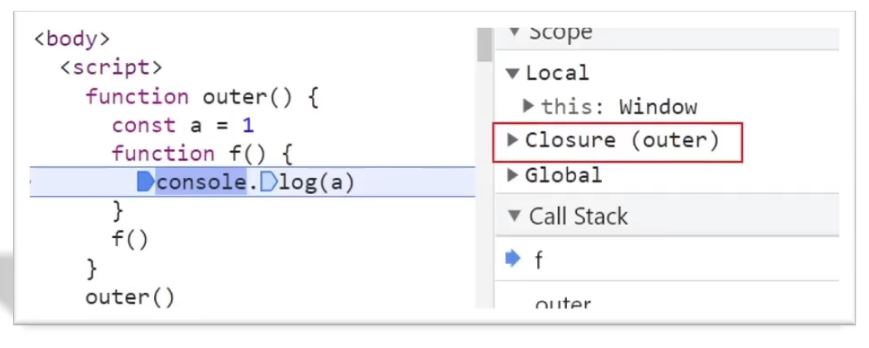 <body>
<script>
function outer() {
const a = 1
function f() {
console.log(a)
}
f()
}
outer()
Scope
Local
this: Window
Closure (outer)
Global
Call Stack
f
outer